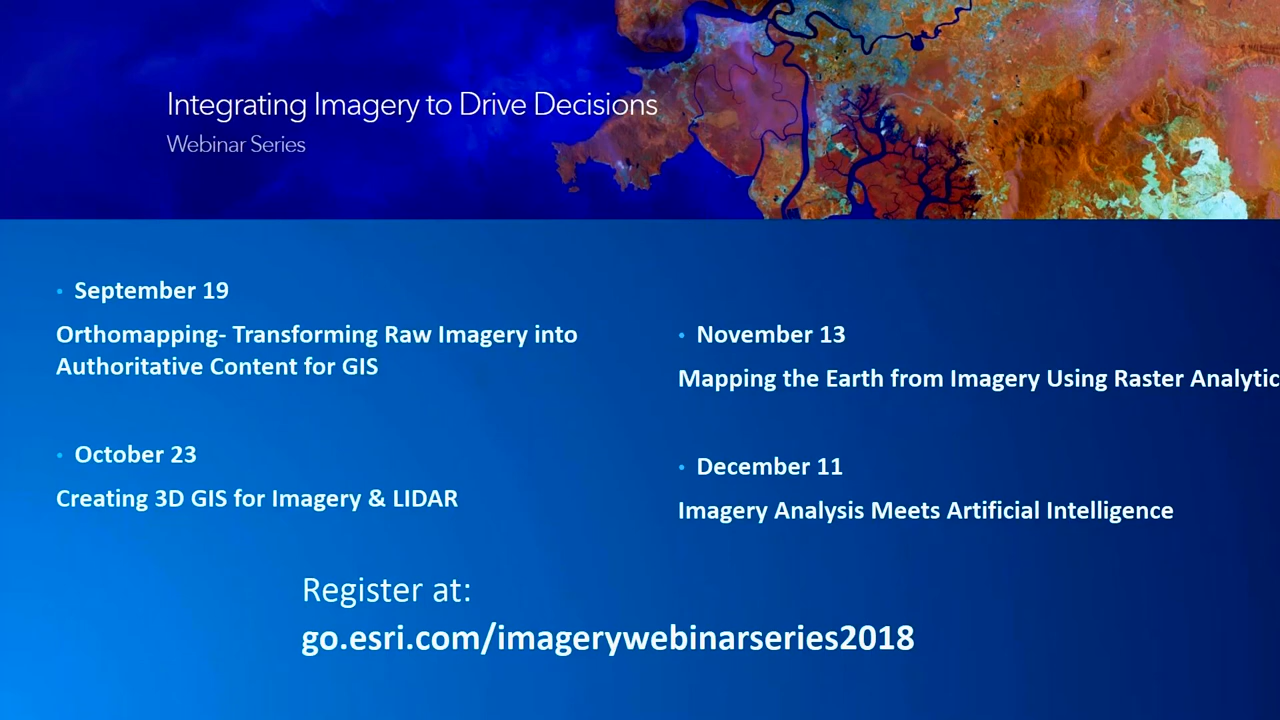 Integrating Imagery to Drive Decisions
Webinar Series
• September 19
Orthomapping- Transforming Raw Imagery into
Authoritative Content for GIS
• October 23
Creating 3D GIS for Imagery & LIDAR
• November 13
Mapping the Earth from Imagery Using Raster Analytic
• December 11
Imagery Analysis Meets Artificial Intelligence
Register at:
go.esri.com/imagerywebinarseries2018